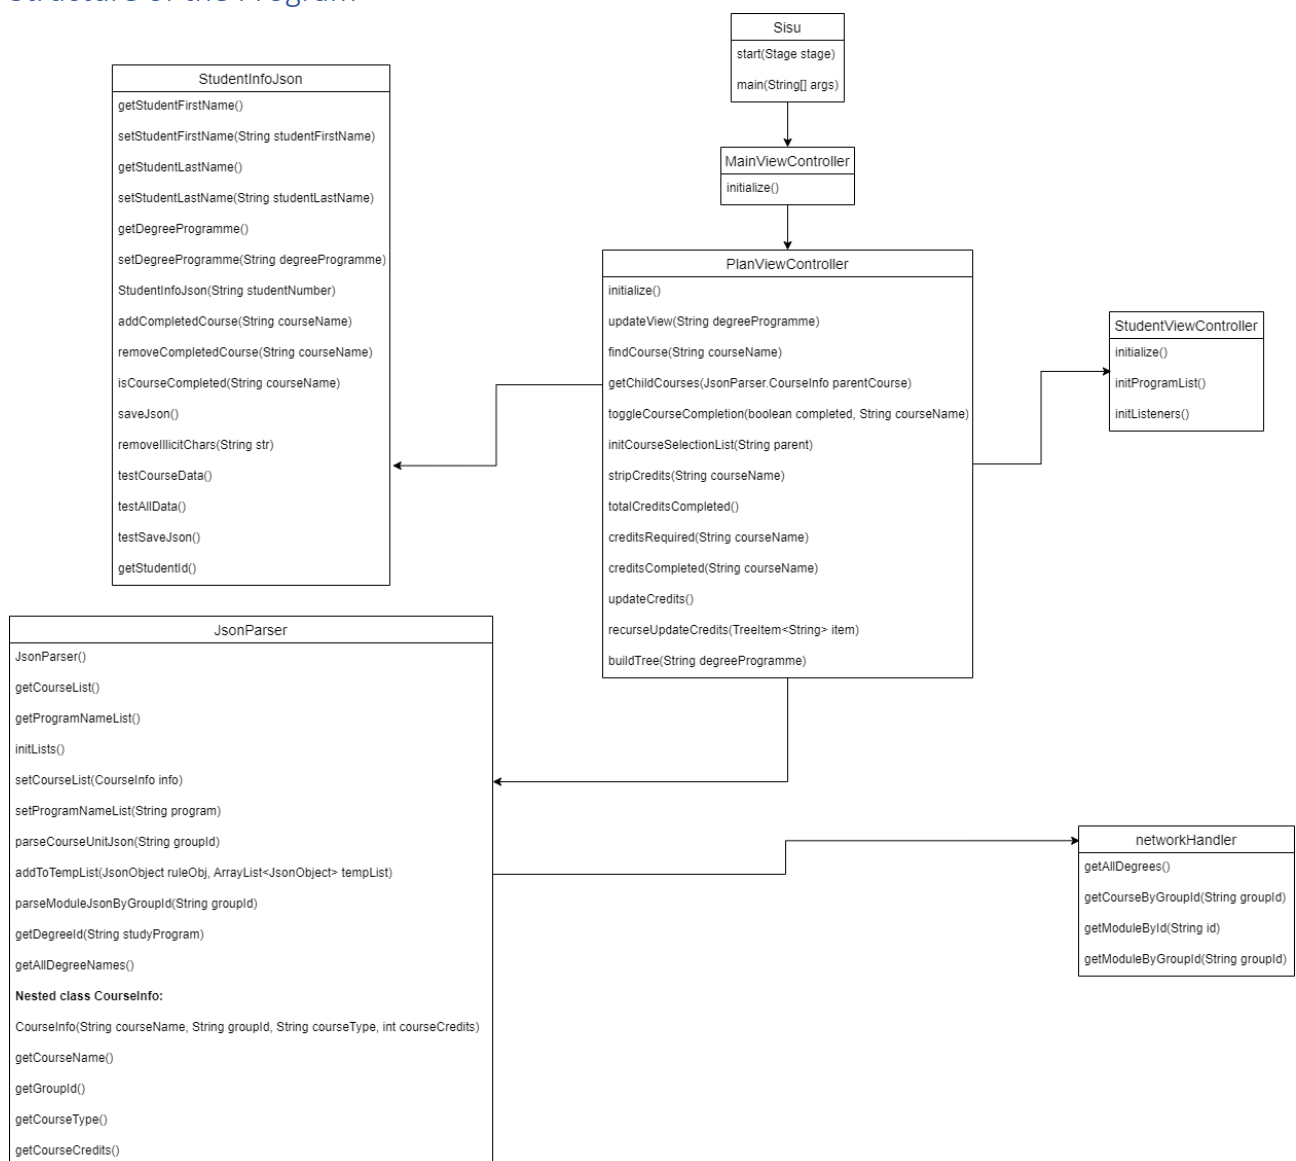 Structure of the Program
Sisu
start(Stage stage)
main(String[] args)
StudentInfoJson
getStudentFirstName()
setStudentFirstName(String studentFirstName)
getStudentLastName()
setStudentLastName(String studentLastName)
getDegreeProgramme()
setDegreeProgramme(String degreeProgramme)
StudentInfoJson(String studentNumber)
addCompletedCourse(String courseName)
removeCompletedCourse(String courseName)
isCourseCompleted(String courseName)
saveJson()
removeIllicitChars(String str)
testCourseData()
testAllData()
testSaveJson()
getStudentId()
MainViewController
initialize()
PlanViewController
initialize()
updateView(String degreeProgramme)
findCourse(String courseName)
getChildCourses(JsonParser.CourseInfo parentCourse)
toggleCourseCompletion(boolean completed, String courseName)
initCourseSelectionList(String parent)
stripCredits(String courseName)
totalCreditsCompleted()
creditsRequired(String courseName)
creditsCompleted(String courseName)
updateCredits()
recurseUpdateCredits(TreeItem<String> item)
buildTree(String degreeProgramme)
StudentViewController
initialize()
initProgramList()
initListeners()
JsonParser
JsonParser()
getCourseList()
getProgramNameList()
initLists()
setCourseList(CourseInfo info)
setProgramNameList(String program)
parseCourseUnitJson(String groupId)
addToTempList(JsonObject ruleObj, ArrayList<JsonObject> tempList)
parseModuleJsonByGroupId(String groupId)
getDegreeId(String studyProgram)
getAllDegreeNames()
Nested class CourseInfo:
CourseInfo(String courseName, String groupId, String courseType, int courseCredits)
getCourseName()
getGroupId()
getCourseType()
getCourseCredits()
networkHandler
getAllDegrees()
getCourseByGroupId(String groupId)
getModuleById(String id)
getModuleByGroupId(String groupId)